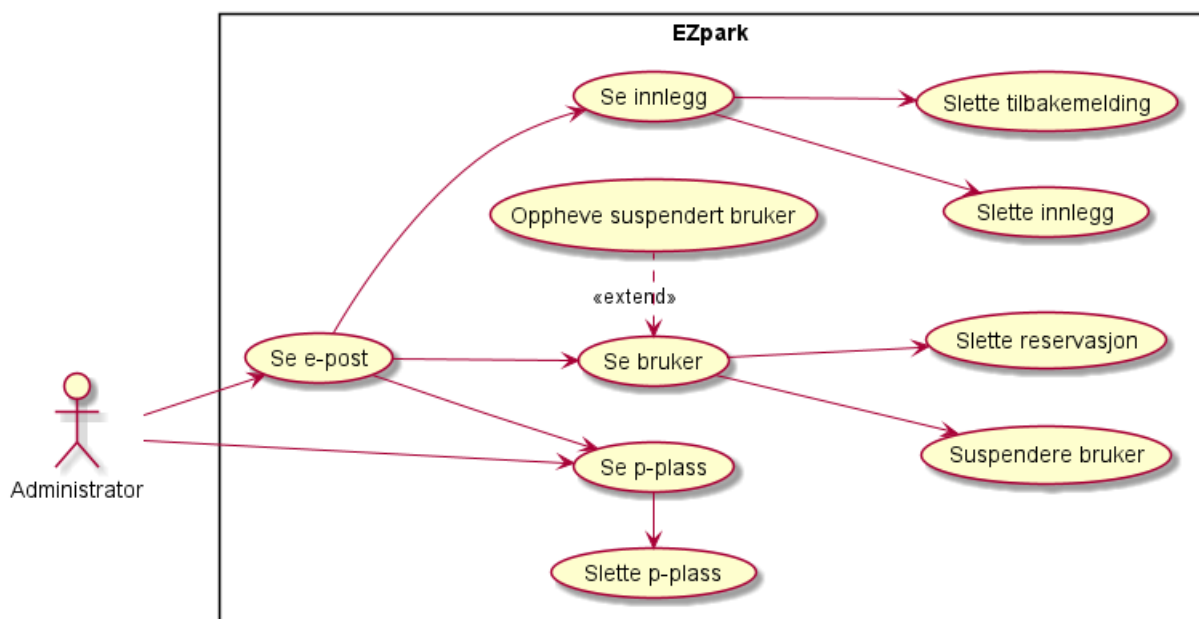 EZpark
Se innlegg
Slette tilbakemelding
Slette innlegg
Oppheve suspendert bruker
«extend»
Se e-post
Se bruker
Slette reservasjon
Suspendere bruker
Se p-plass
Administrator
Slette p-plass